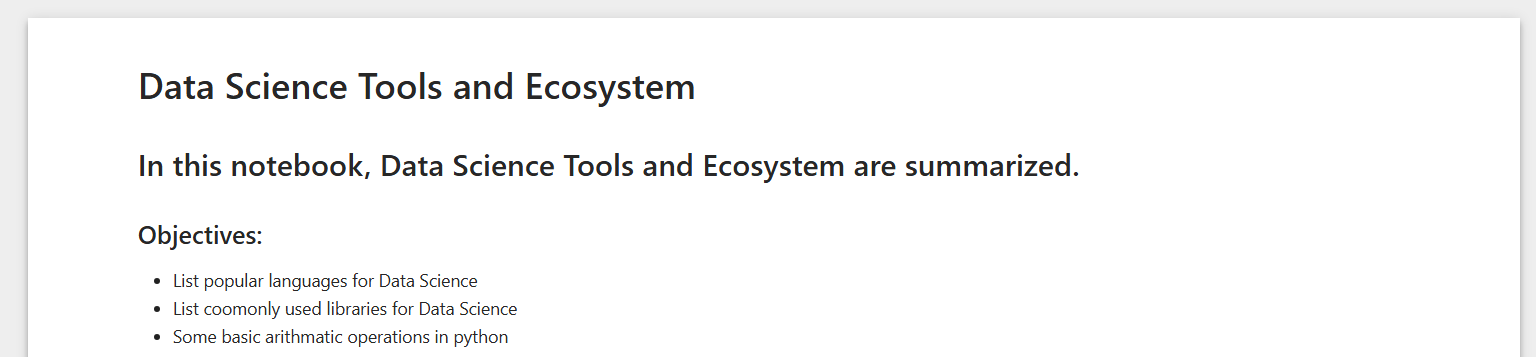 Data Science Tools and Ecosystem
In this notebook, Data Science Tools and Ecosystem are summarized.
Objectives:
• List popular languages for Data Science
• List coomonly used libraries for Data Science
• Some basic arithmatic operations in python